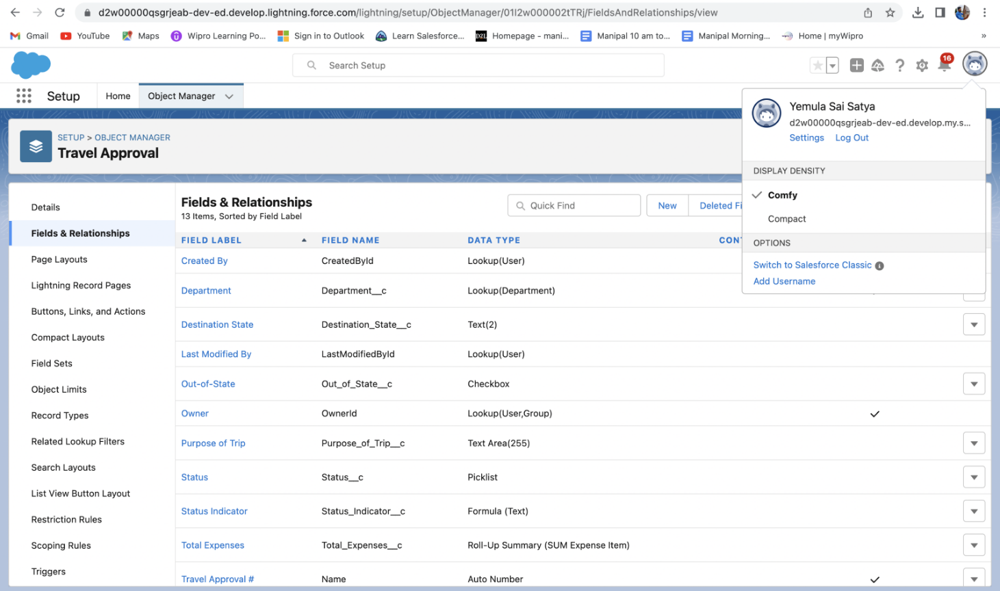 d2w00000qsgrjeab-dev-ed.develop.lightning.force.com/lightning/setup/ObjectManager/01I2w000002tTRj/FieldsAndRelationships/view
Gmail YouTube Maps Wipro Learning Po... Sign in to Outlook Learn Salesforce... D2L Homepage - mani... Manipal 10 am to... Manipal Morning... Home | myWipro »
Search Setup
16
Setup Home Object Manager
Yemula Sai Satya
d2w00000qsgrjeab-dev-ed.develop.my.s...
Settings Log Out
DISPLAY DENSITY
Comfy
Compact
OPTIONS
Switch to Salesforce Classic
Add Username
SETUP > OBJECT MANAGER
Travel Approval
Details
Fields & Relationships
Page Layouts
Lightning Record Pages
Buttons, Links, and Actions
Compact Layouts
Field Sets
Object Limits
Record Types
Related Lookup Filters
Search Layouts
List View Button Layout
Restriction Rules
Scoping Rules
Triggers
Fields & Relationships
13 Items, Sorted by Field Label
Quick Find New Deleted Fi
FIELD LABEL FIELD NAME DATA TYPE CONT
Created By CreatedById Lookup(User)
Department Department__c Lookup(Department)
Destination State Destination_State__c Text(2)
Last Modified By LastModifiedById Lookup(User)
Out-of-State Out_of_State__c Checkbox
Owner OwnerId Lookup(User,Group)
Purpose of Trip Purpose_of_Trip__c Text Area(255)
Status Status__c Picklist
Status Indicator Status_Indicator__c Formula (Text)
Total Expenses Total_Expenses__c Roll-Up Summary (SUM Expense Item)
Travel Approval # Name Auto Number